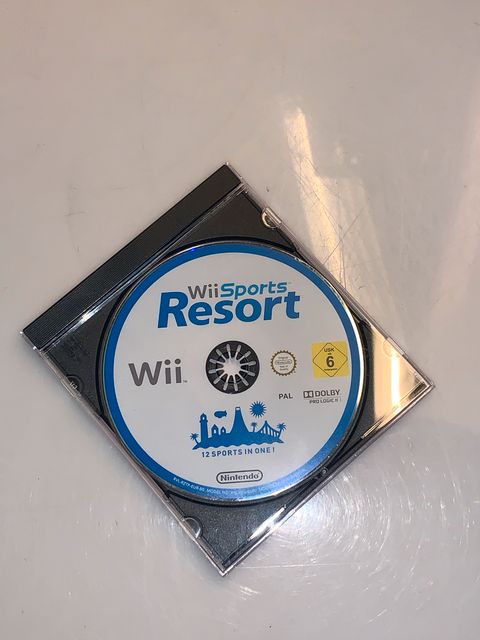 WiiSports
Resort
Wii
USK
6
PAL
DOLBY
PRO LOGIC II
12 SPORTS IN ONE!
Nintendo